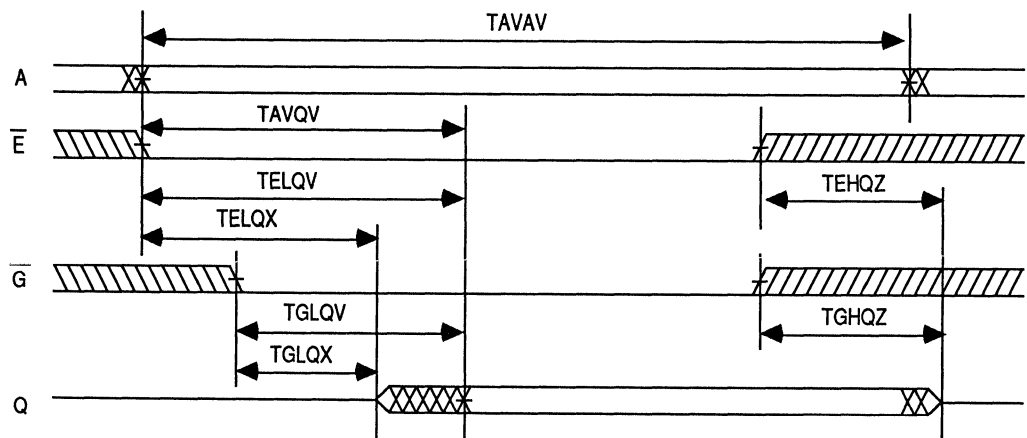 TAVAV
A
TAVQV
E̅
TELQV
TEHQZ
TELQX
G̅
TGLQV
TGHQZ
TGLQX
Q